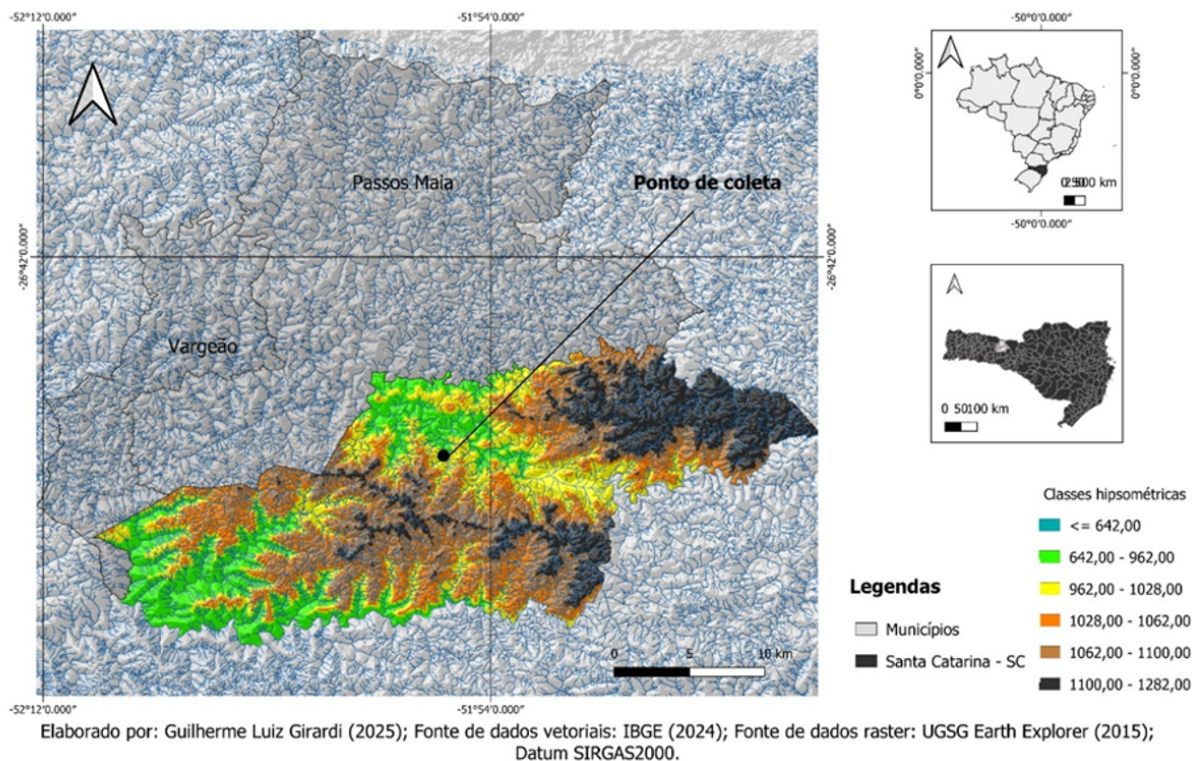 -52°12'0.000"
-51°54'0.000"
-50°0'0.000"
0°0'0.000"
0°0'0.000"
Passos Maia
Ponto de coleta
-50°0'0.000"
-26°42'0.000"
-26°42'0.000"
Vargeão
0 50100 km
Classes hipsométricas
<= 642,00
642,00 - 962,00
962,00 - 1028,00
1028,00 - 1062,00
1062,00 - 1100,00
1100,00 - 1282,00
Legendas
Municípios
Santa Catarina - SC
0 5 10 km
-52°12'0.000"
-51°54'0.000"
Elaborado por: Guilherme Luiz Girardi (2025); Fonte de dados vetoriais: IBGE (2024); Fonte de dados raster: UGSG Earth Explorer (2015);
Datum SIRGAS2000.